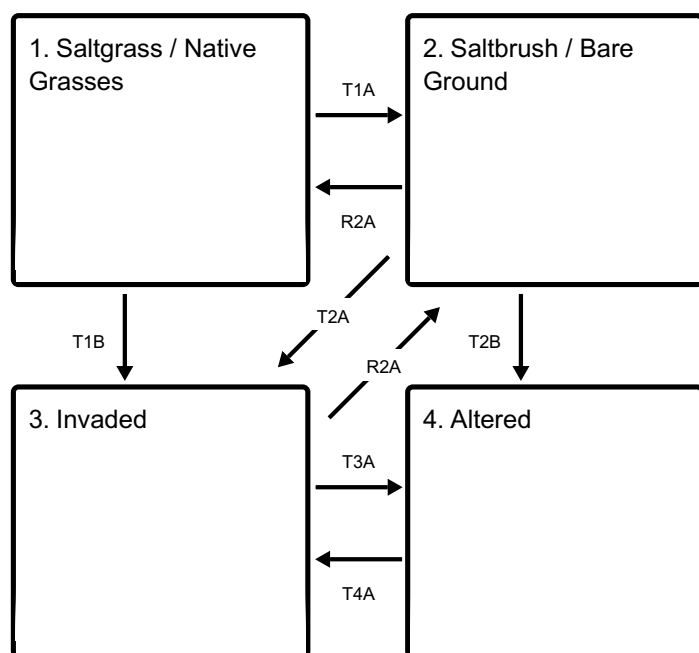 1. Saltgrass / Native
Grasses
2. Saltbrush / Bare
Ground
T1A
R2A
T2A
R2A
T1B
T2B
3. Invaded
4. Altered
T3A
T4A